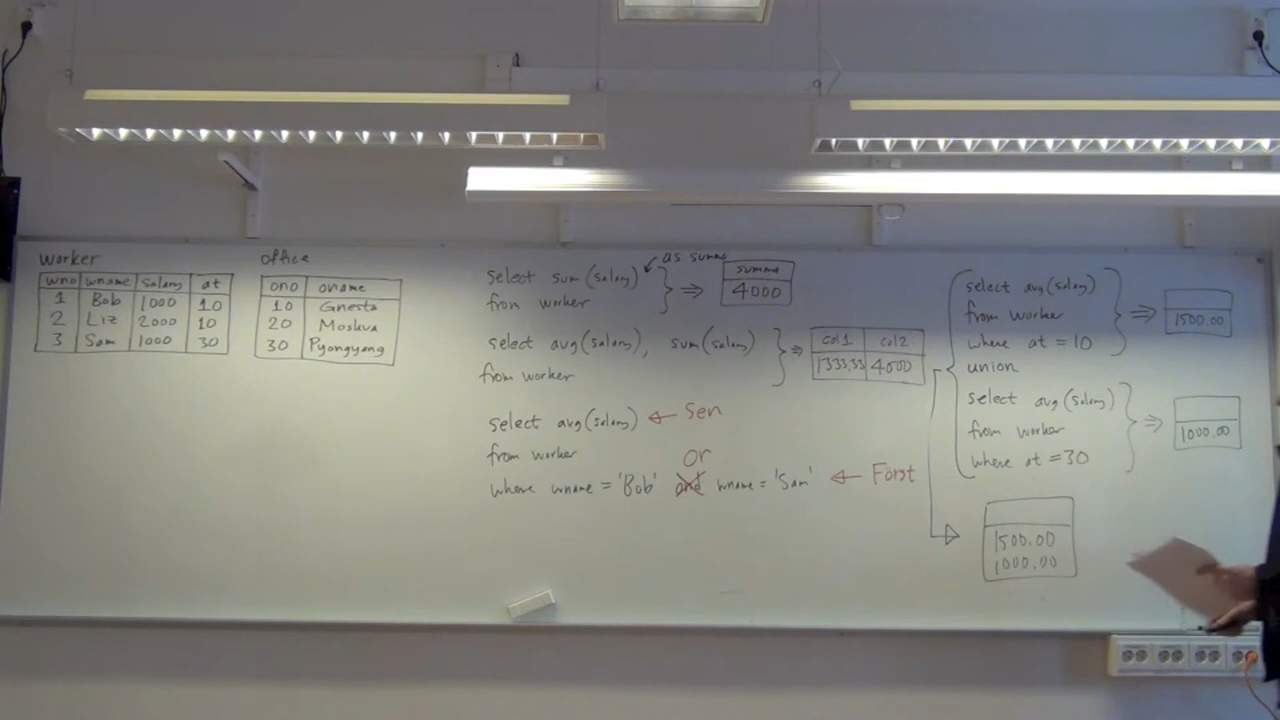 worker
wno wname salary at
1 Bob 1000 10
2 Liz 2000 10
3 Sam 1000 30
office
ono oname
10 Gnesta
20 Moskva
30 Pyongyang
as summa
select sum(salary)
from worker
summa
4000
select avg(salary), sum(salary)
from worker
col1 col2
1333.33 4000
select avg(salary) ← Sen
from worker
or
where wname = 'Bob' and wname = 'Sam' ← Först
select avg(salary)
from worker
where at = 10
1500.00
union
select avg(salary)
from worker
where at = 30
1000.00
1500.00
1000.00